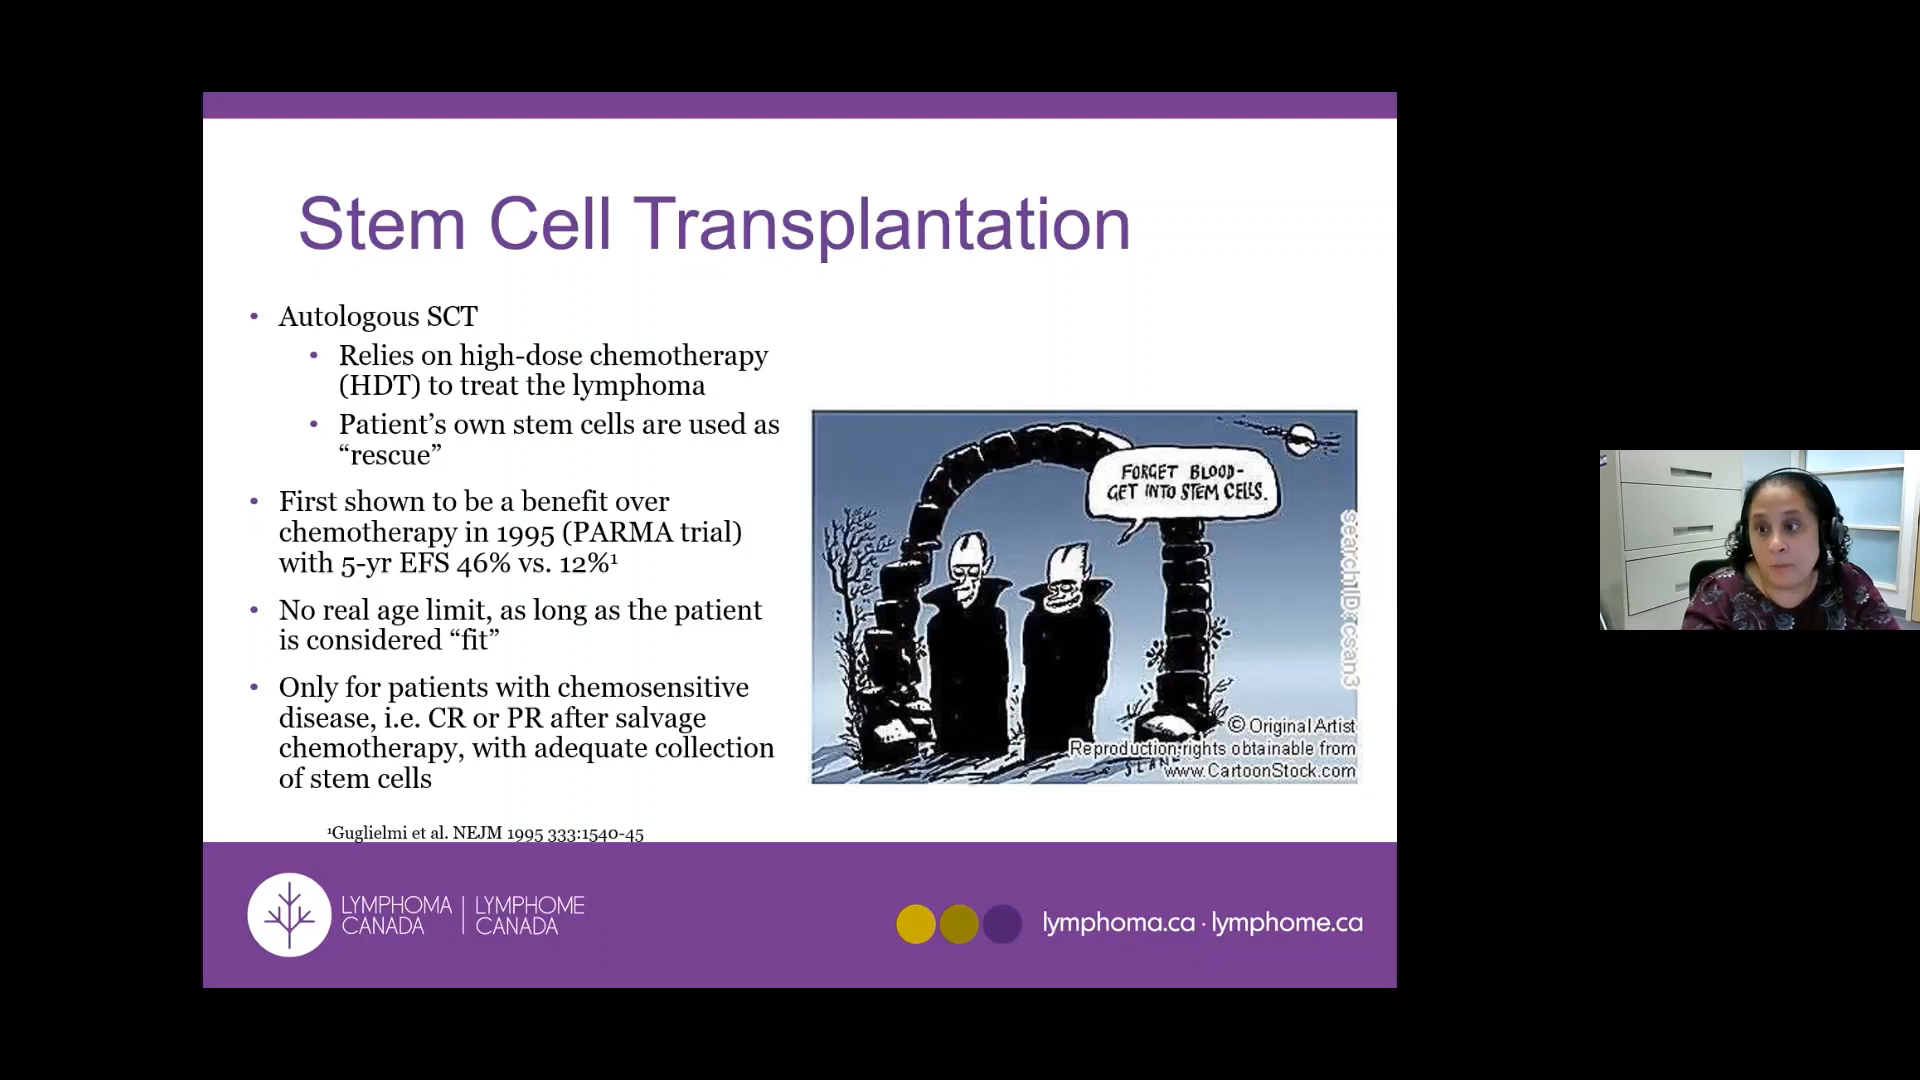 Stem Cell Transplantation
• Autologous SCT
• Relies on high-dose chemotherapy
(HDT) to treat the lymphoma
• Patient’s own stem cells are used as
“rescue”
• First shown to be a benefit over
chemotherapy in 1995 (PARMA trial)
with 5-yr EFS 46% vs. 12%¹
• No real age limit, as long as the patient
is considered “fit”
• Only for patients with chemosensitive
disease, i.e. CR or PR after salvage
chemotherapy, with adequate collection
of stem cells
¹Guglielmi et al. NEJM 1995 333:1540-45
FORGET BLOOD-
GET INTO STEM CELLS.
searchID: csan3
© Original Artist
Reproduction rights obtainable from
www.CartoonStock.com
LYMPHOMA | LYMPHOME
CANADA | CANADA
lymphoma.ca · lymphome.ca